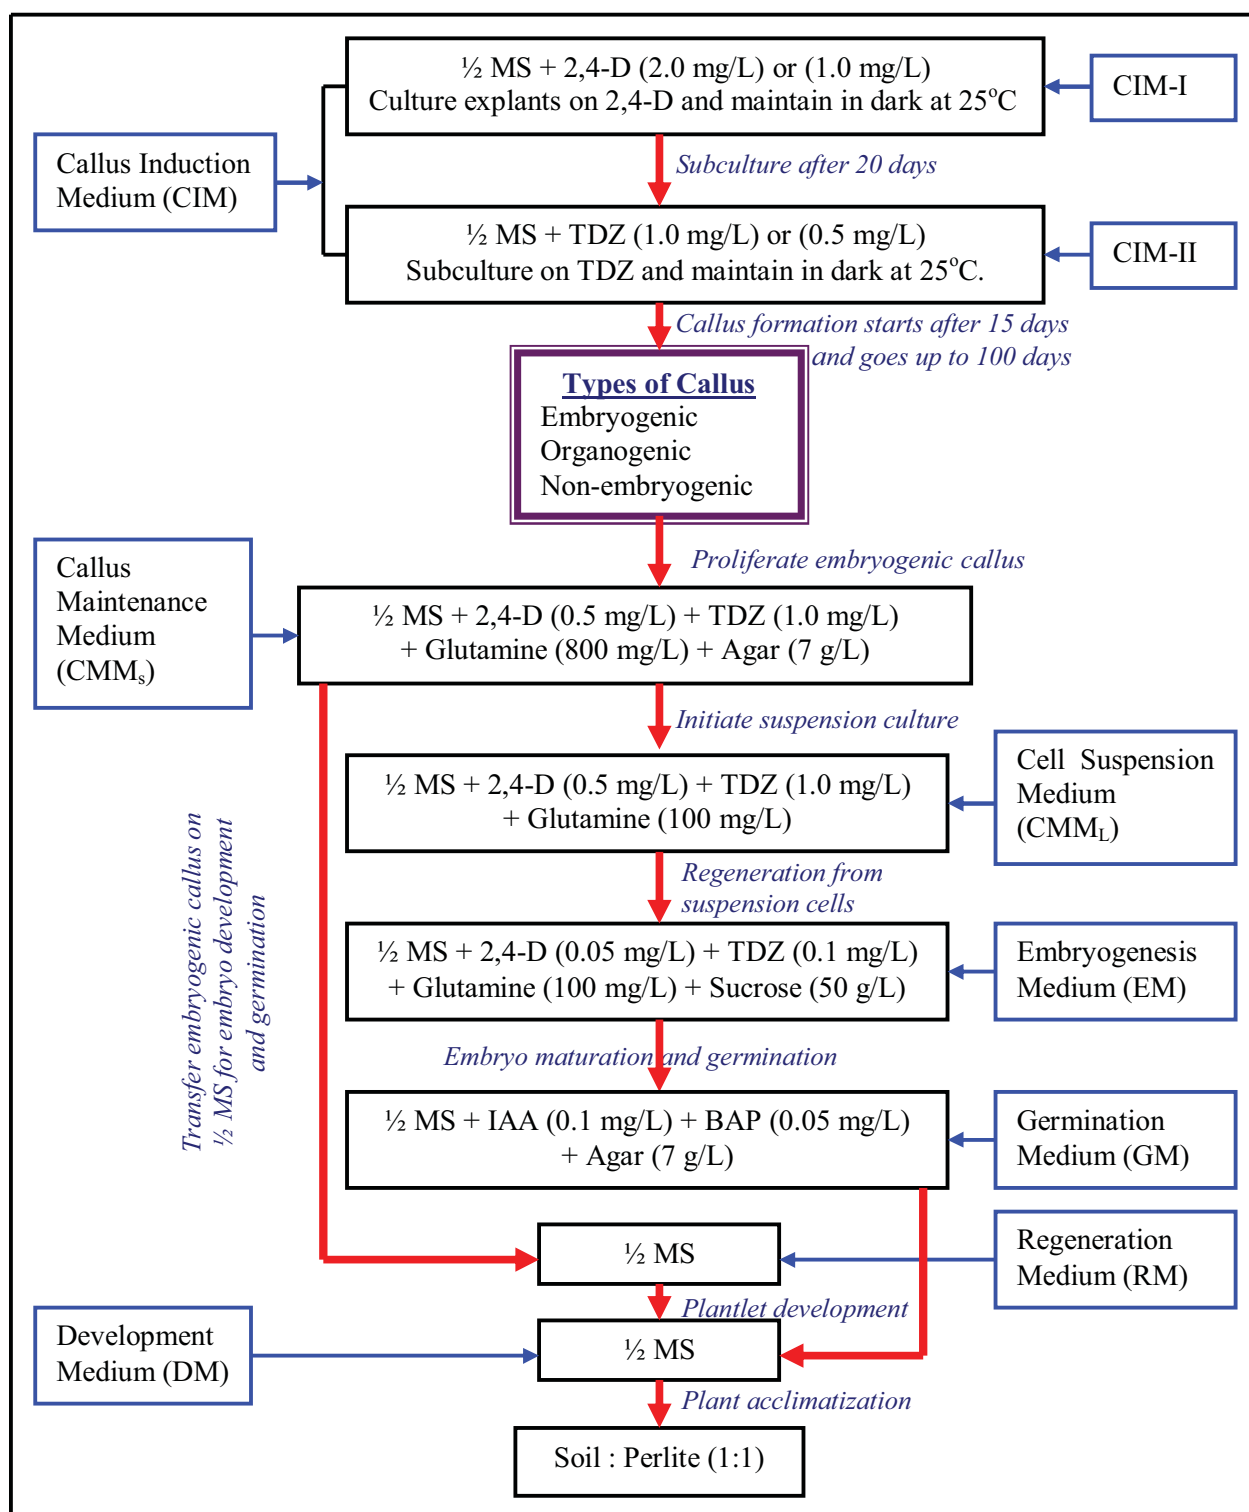 ½ MS + 2,4-D (2.0 mg/L) or (1.0 mg/L)
Culture explants on 2,4-D and maintain in dark at 25°C
CIM-I
Callus Induction
Medium (CIM)
Subculture after 20 days
½ MS + TDZ (1.0 mg/L) or (0.5 mg/L)
Subculture on TDZ and maintain in dark at 25°C.
CIM-II
Callus formation starts after 15 days
and goes up to 100 days
Types of Callus
Embryogenic
Organogenic
Non-embryogenic
Proliferate embryogenic callus
Callus
Maintenance
Medium
(CMMs)
½ MS + 2,4-D (0.5 mg/L) + TDZ (1.0 mg/L)
+ Glutamine (800 mg/L) + Agar (7 g/L)
Initiate suspension culture
½ MS + 2,4-D (0.5 mg/L) + TDZ (1.0 mg/L)
+ Glutamine (100 mg/L)
Cell Suspension
Medium
(CMML)
Transfer embryogenic callus on
½ MS for embryo development
and germination
Regeneration from
suspension cells
½ MS + 2,4-D (0.05 mg/L) + TDZ (0.1 mg/L)
+ Glutamine (100 mg/L) + Sucrose (50 g/L)
Embryogenesis
Medium (EM)
Embryo maturation and germination
½ MS + IAA (0.1 mg/L) + BAP (0.05 mg/L)
+ Agar (7 g/L)
Germination
Medium (GM)
½ MS
Regeneration
Medium (RM)
Plantlet development
Development
Medium (DM)
½ MS
Plant acclimatization
Soil : Perlite (1:1)